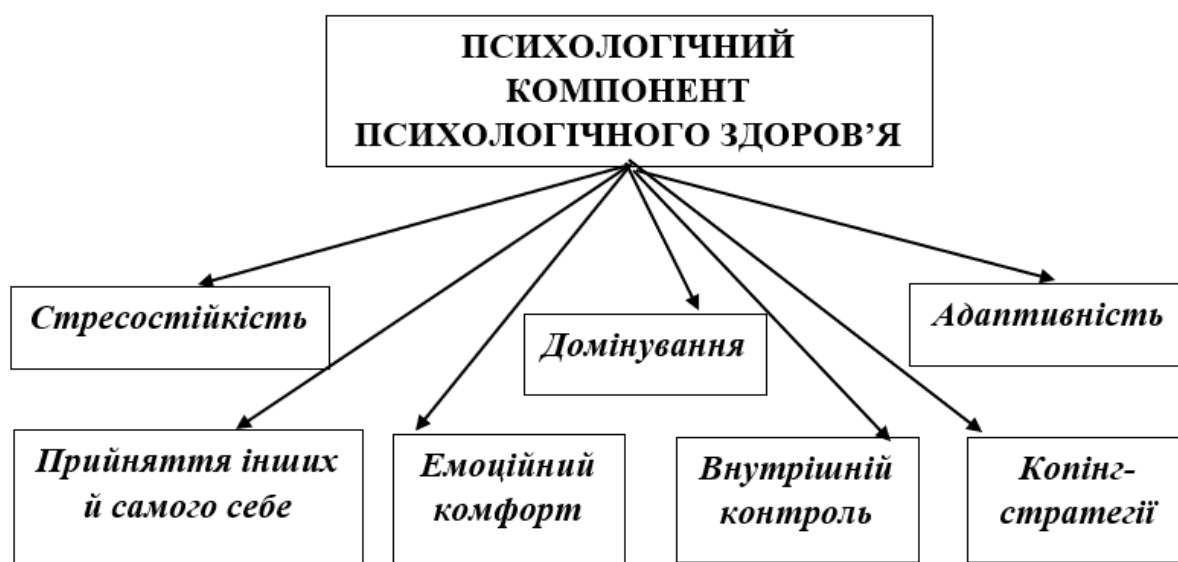 ПСИХОЛОГІЧНИЙ
КОМПОНЕНТ
ПСИХОЛОГІЧНОГО ЗДОРОВ’Я
Стресостійкість
Домінування
Адаптивність
Прийняття інших
й самого себе
Емоційний
комфорт
Внутрішній
контроль
Копінг-
стратегії